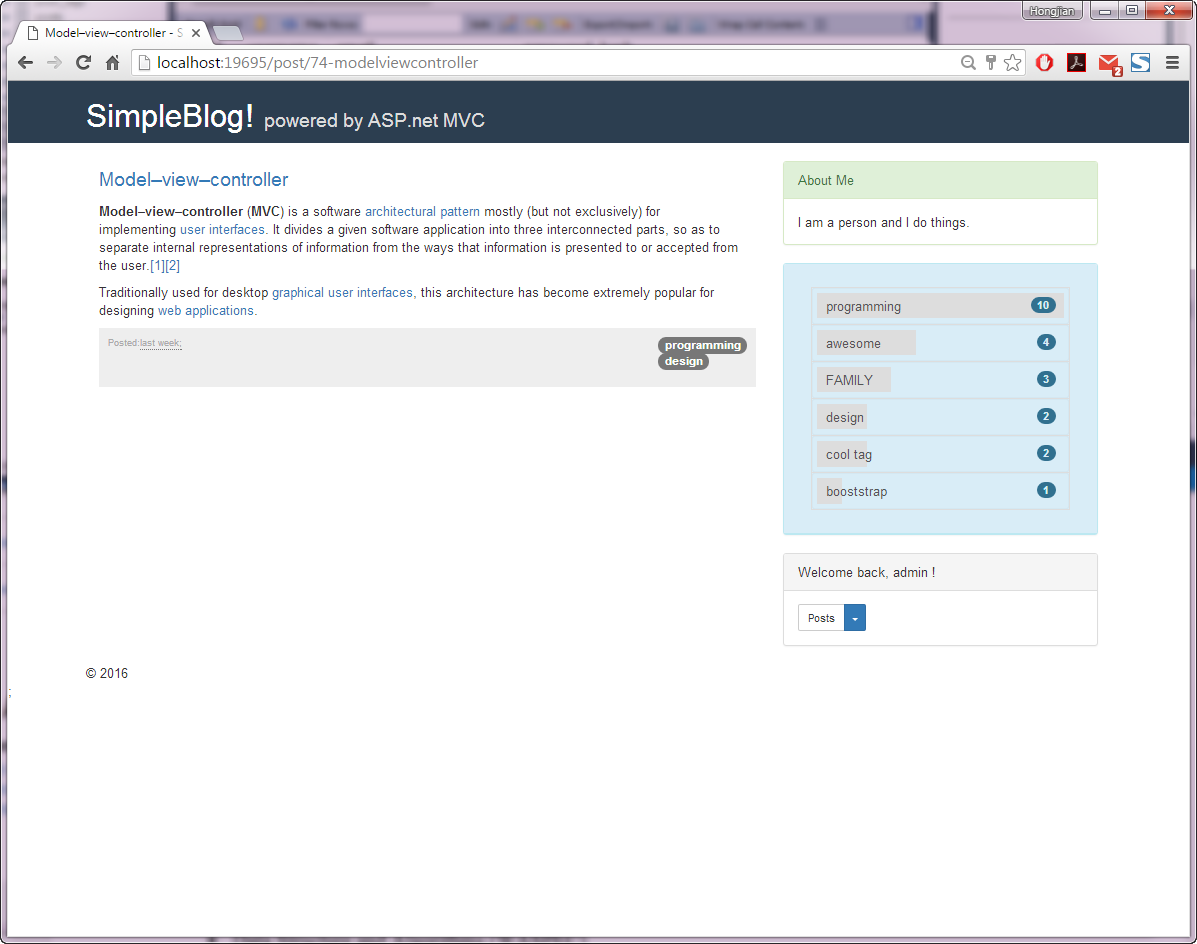 Hongjian
Model–view–controller - S
localhost:19695/post/74-modelviewcontroller
2
SimpleBlog! powered by ASP.net MVC
Model–view–controller
Model–view–controller (MVC) is a software architectural pattern mostly (but not exclusively) for
implementing user interfaces. It divides a given software application into three interconnected parts, so as to
separate internal representations of information from the ways that information is presented to or accepted from
the user.[1][2]
Traditionally used for desktop graphical user interfaces, this architecture has become extremely popular for
designing web applications.
Posted:last week;
programming
design
About Me
I am a person and I do things.
programming 10
awesome 4
FAMILY 3
design 2
cool tag 2
booststrap 1
Welcome back, admin !
Posts
© 2016
;